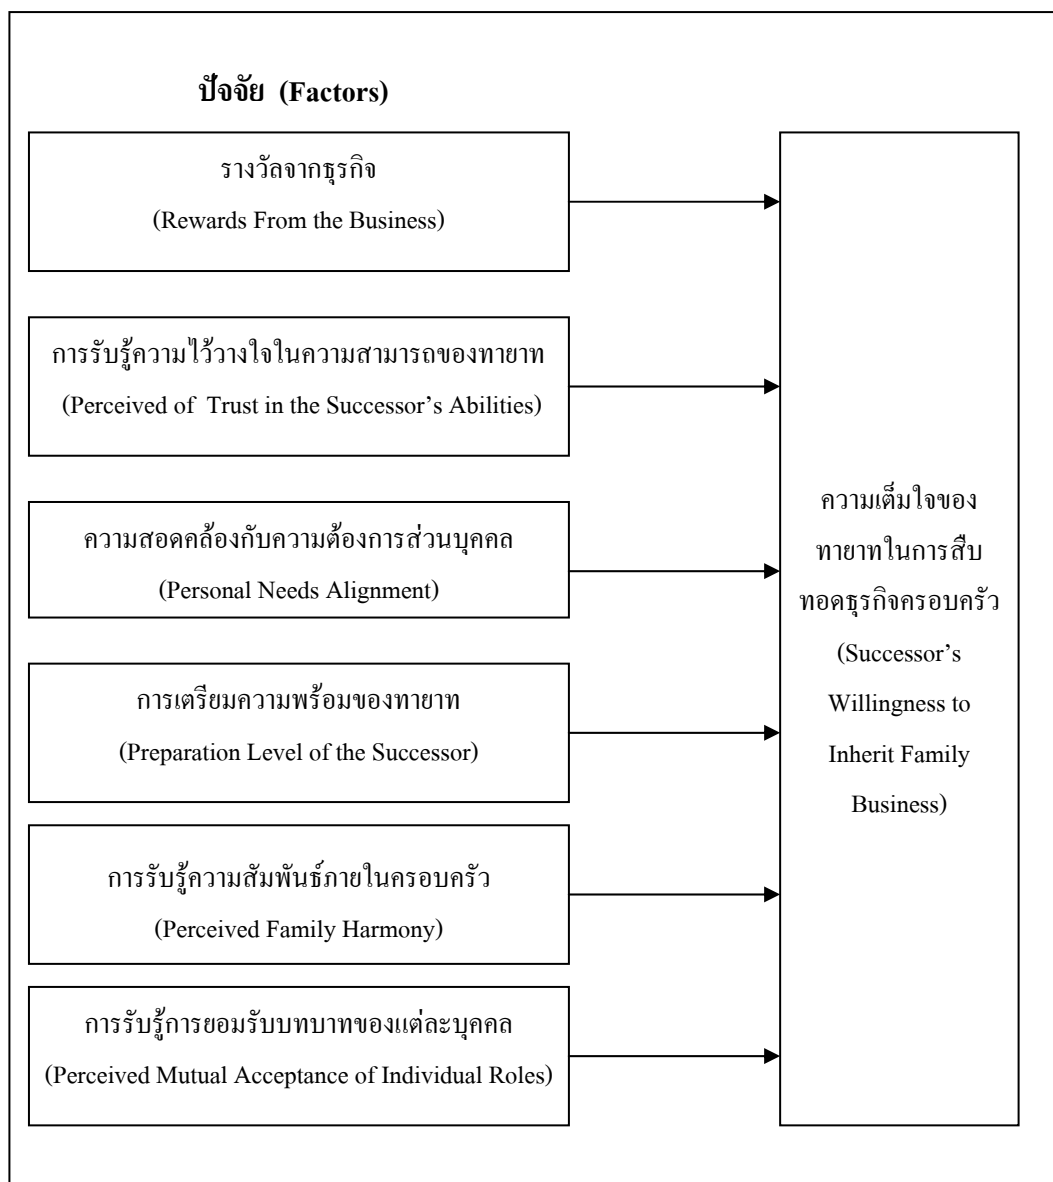 ปัจจัย (Factors)
รางวัลจากธุรกิจ
(Rewards From the Business)
การรับรู้ความไว้วางใจในความสามารถของทายาท
(Perceived of Trust in the Successor’s Abilities)
ความสอดคล้องกับความต้องการส่วนบุคคล
(Personal Needs Alignment)
การเตรียมความพร้อมของทายาท
(Preparation Level of the Successor)
การรับรู้ความสัมพันธ์ภายในครอบครัว
(Perceived Family Harmony)
การรับรู้การยอมรับบทบาทของแต่ละบุคคล
(Perceived Mutual Acceptance of Individual Roles)
ความเต็มใจของ
ทายาทในการสืบ
ทอดธุรกิจครอบครัว
(Successor’s
Willingness to
Inherit Family
Business)